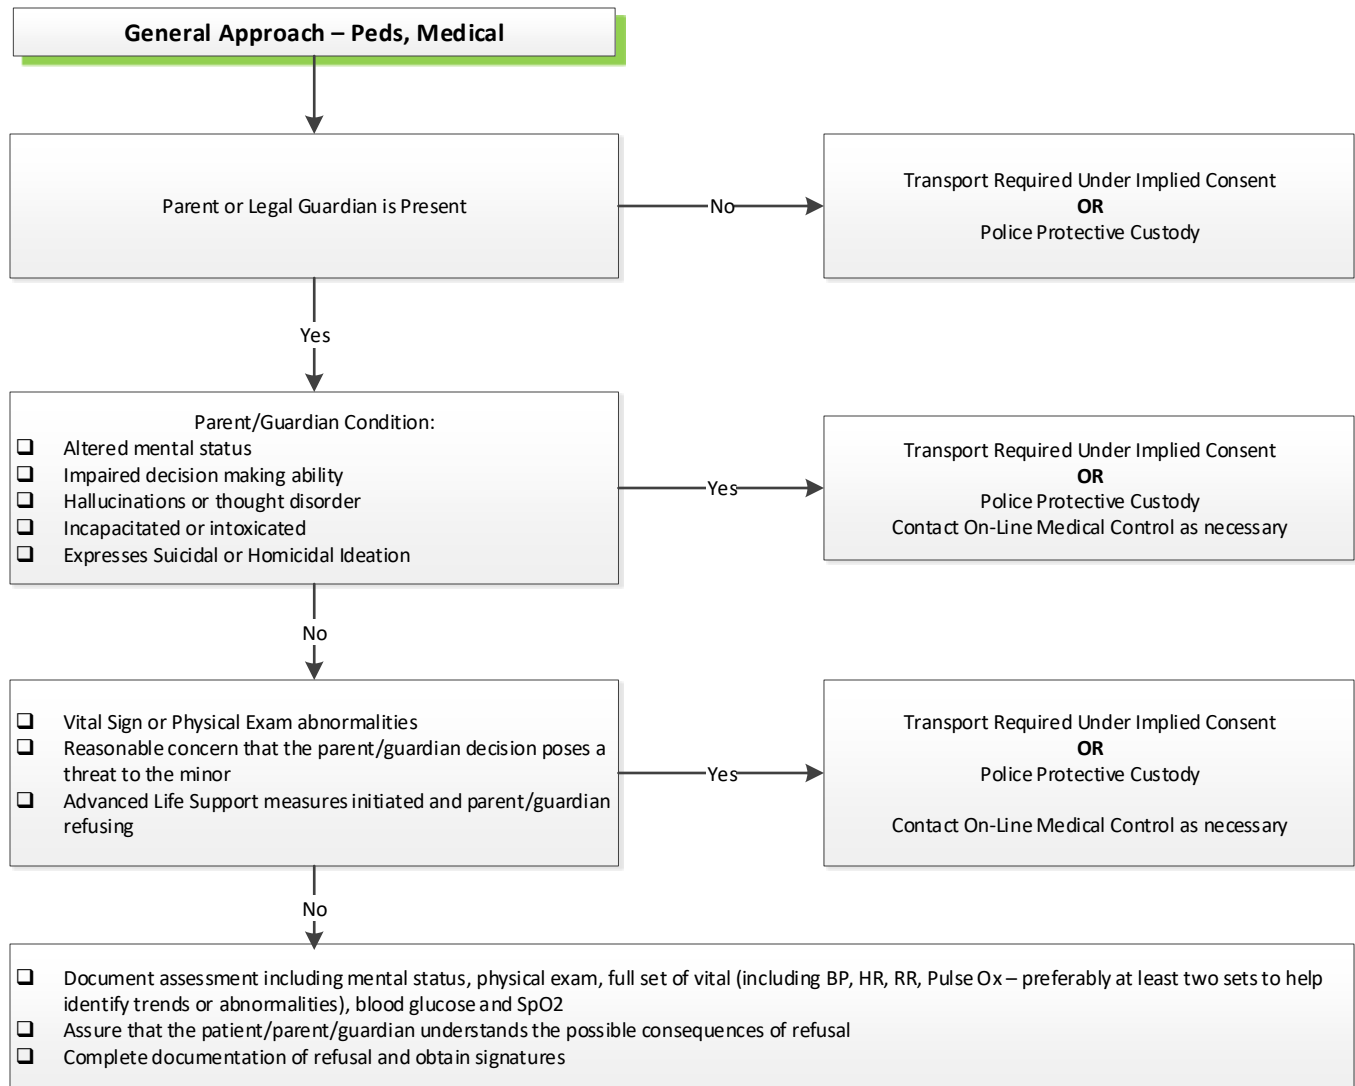 General Approach – Peds, Medical
Parent or Legal Guardian is Present
No
Transport Required Under Implied Consent
OR
Police Protective Custody
Yes
Parent/Guardian Condition:
❑ Altered mental status
❑ Impaired decision making ability
❑ Hallucinations or thought disorder
❑ Incapacitated or intoxicated
❑ Expresses Suicidal or Homicidal Ideation
Yes
Transport Required Under Implied Consent
OR
Police Protective Custody
Contact On-Line Medical Control as necessary
No
❑ Vital Sign or Physical Exam abnormalities
❑ Reasonable concern that the parent/guardian decision poses a
threat to the minor
❑ Advanced Life Support measures initiated and parent/guardian
refusing
Yes
Transport Required Under Implied Consent
OR
Police Protective Custody
Contact On-Line Medical Control as necessary
No
❑ Document assessment including mental status, physical exam, full set of vital (including BP, HR, RR, Pulse Ox – preferably at least two sets to help
identify trends or abnormalities), blood glucose and SpO2
❑ Assure that the patient/parent/guardian understands the possible consequences of refusal
❑ Complete documentation of refusal and obtain signatures